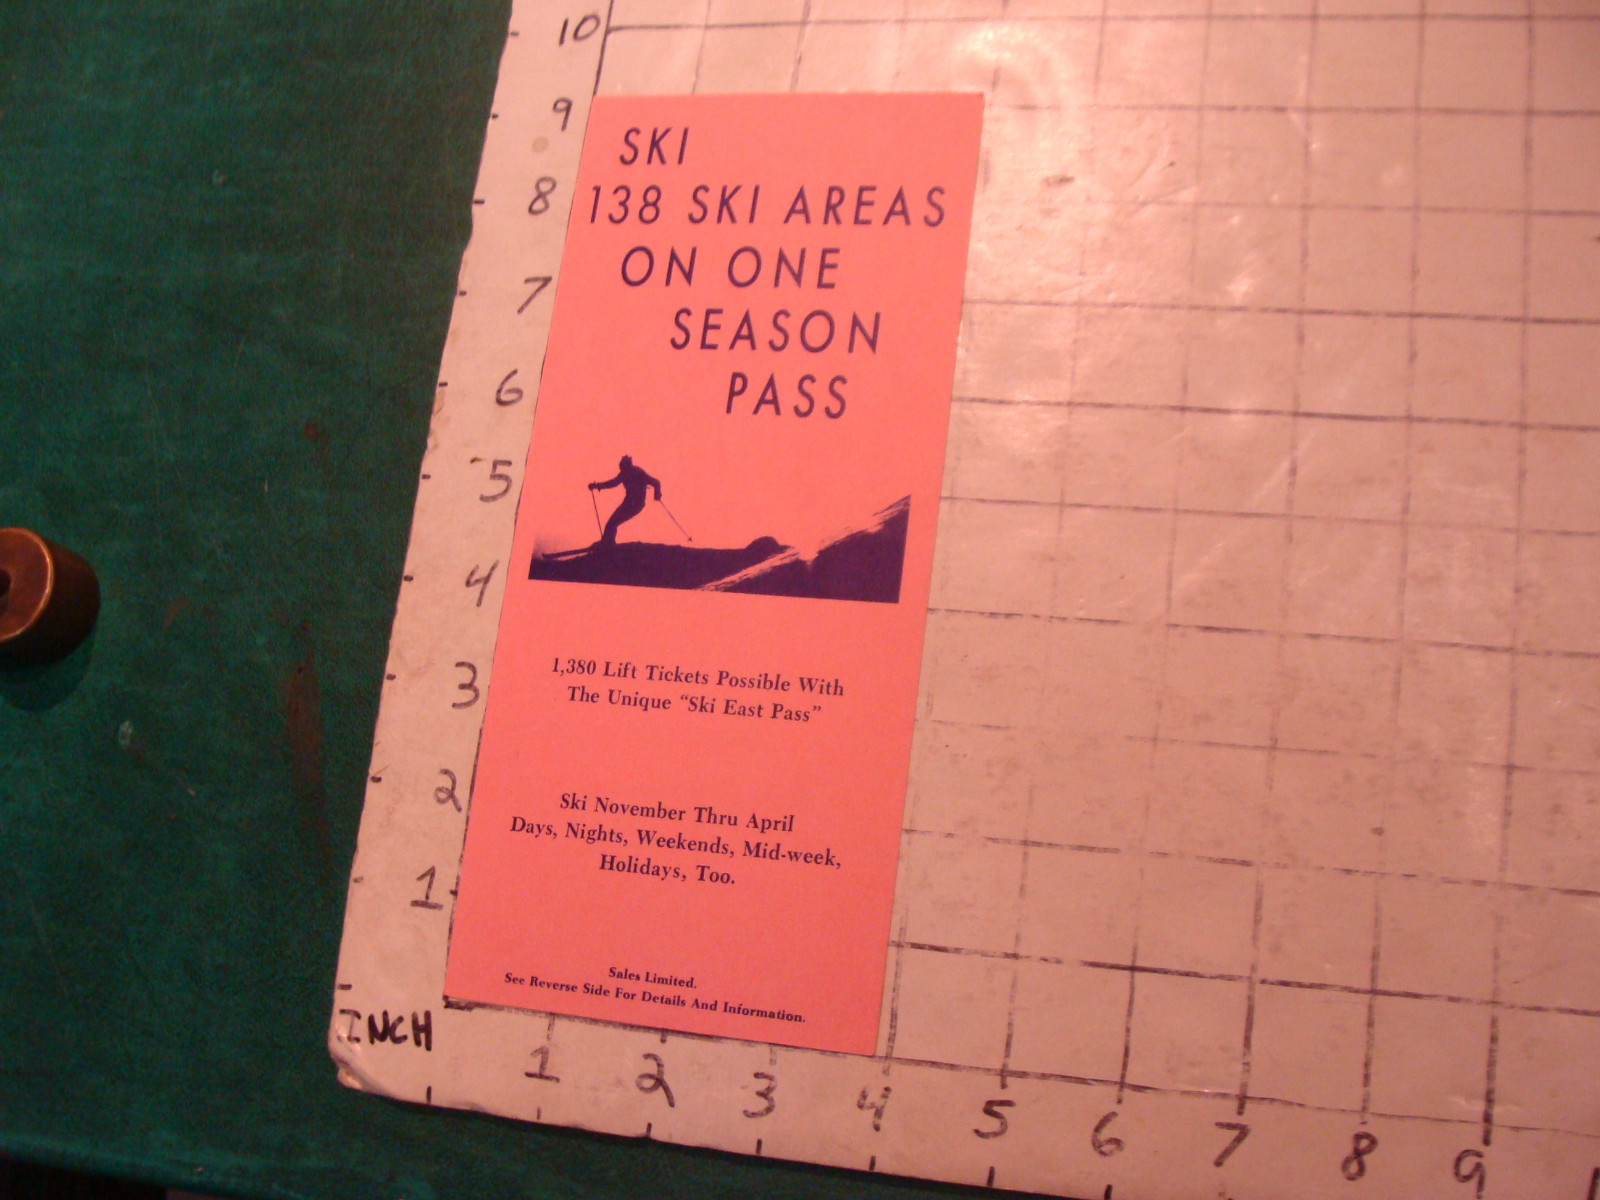 SKI
138 SKI AREAS
ON ONE
SEASON
PASS
1,380 Lift Tickets Possible With
The Unique “Ski East Pass”
Ski November Thru April
Days, Nights, Weekends, Mid-week,
Holidays, Too.
Sales Limited.
See Reverse Side For Details And Information.
10
9
8
7
6
5
4
3
2
1
INCH
1 2 3 4 5 6 7 8 9